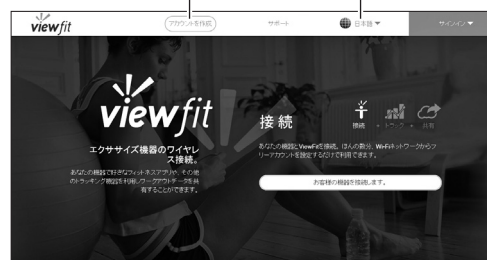 viewfit
アカウントを作成
サポート
日本語▼
サインイン▼
viewfit
エクササイズ機器のワイヤレ
ス接続。
あなたの機器で好きなフィットネスアプリや、その他
のトラッキング機器を利用しワークアウトデータを共
有することができます。
接続
接続 • トラック • 共有
あなたの機器とViewFitを接続。ほんの数分、Wi-Fiネットワークからフ
リーアカウントを設定するだけで利用できます。
お客様の機器を接続します。